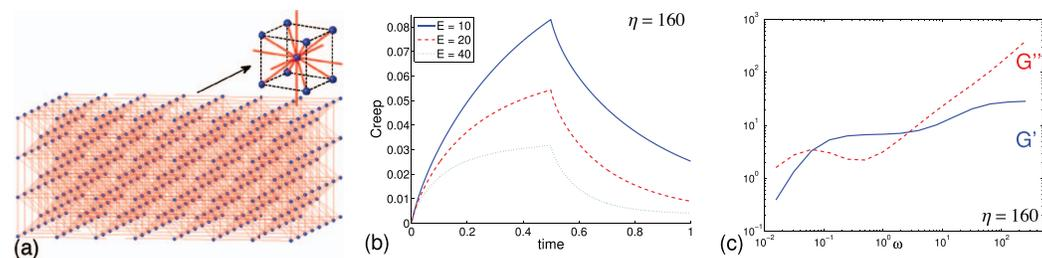 (a)
0.08
0.07
0.06
0.05
0.04
0.03
0.02
0.01
0
Creep
E = 10
E = 20
E = 40
η = 160
0 0.2 0.4 0.6 0.8 1
time
(b)
10³
10²
10¹
10⁰
10⁻¹
G''
G'
η = 160
10⁻² 10⁻¹ 10⁰ 10¹ 10²
ω
(c)